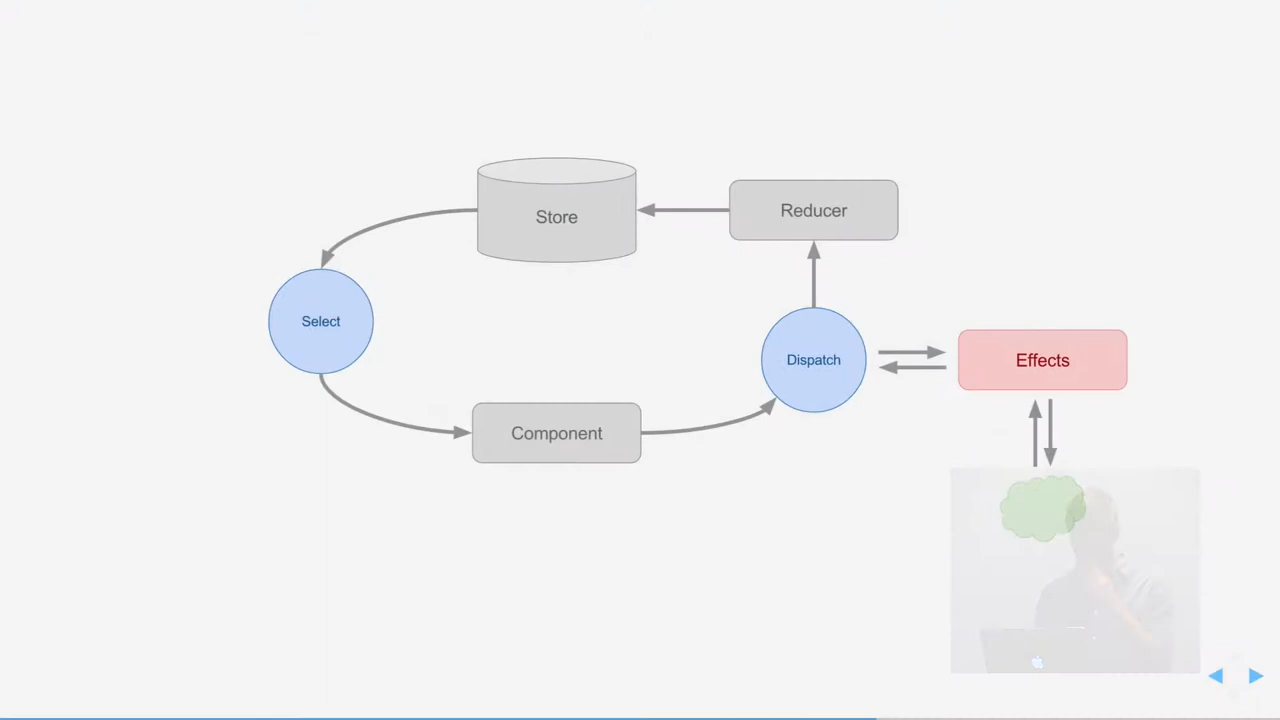 Store
Reducer
Select
Dispatch
Effects
Component